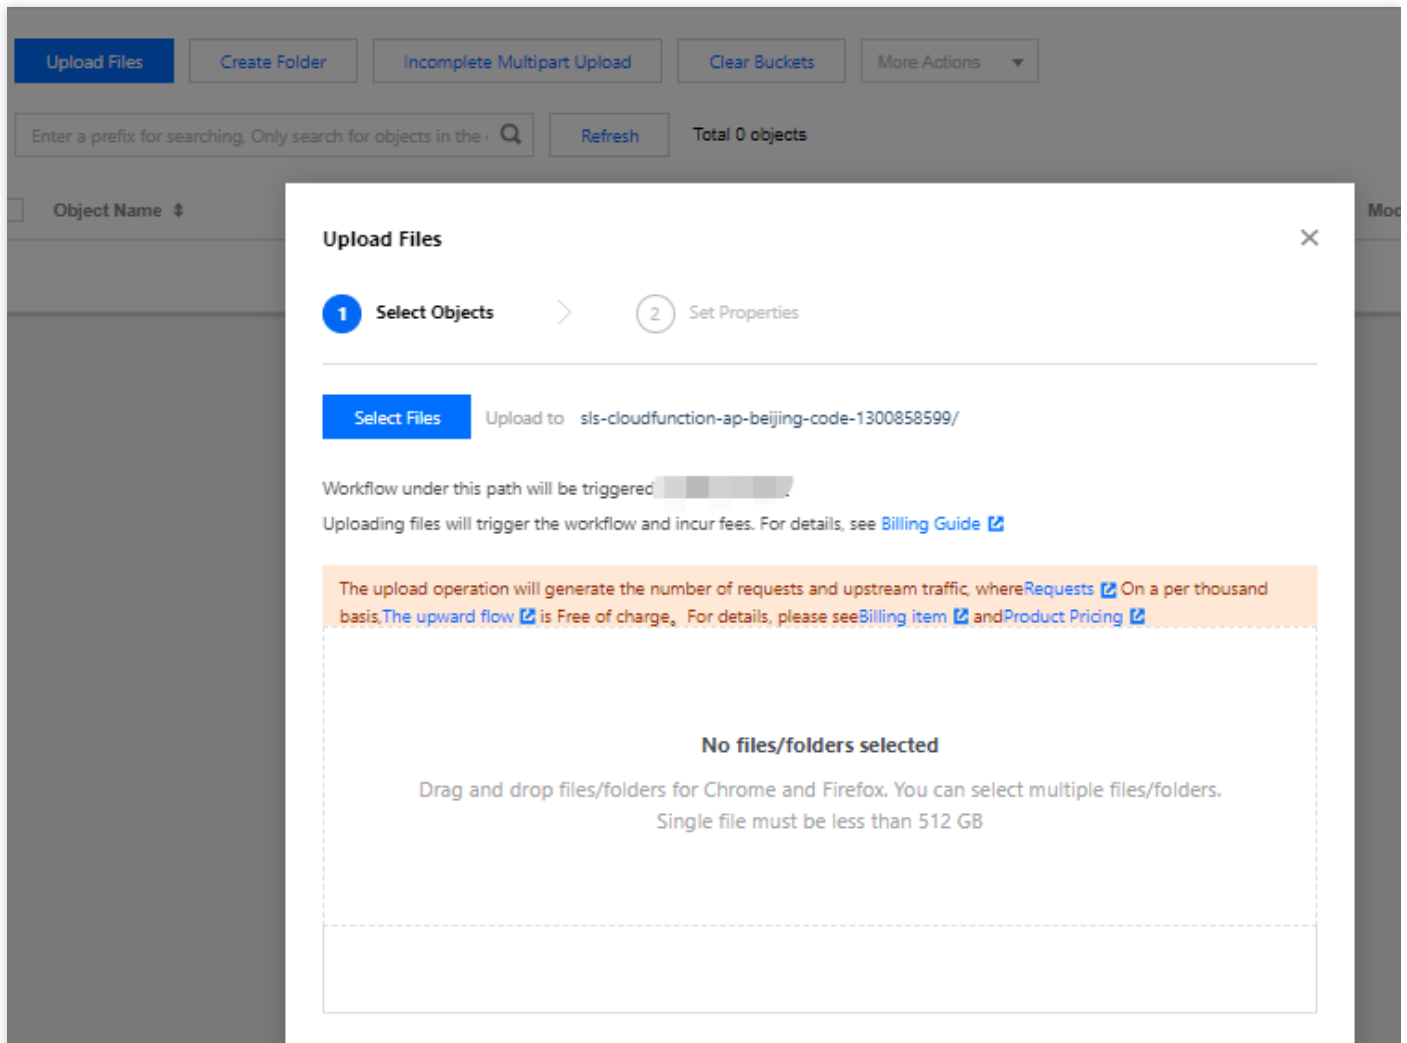 Upload Files
Create Folder
Incomplete Multipart Upload
Clear Buckets
More Actions
Enter a prefix for searching, Only search for objects in the
Refresh
Total 0 objects
Object Name
Mod
Upload Files
1 Select Objects
2 Set Properties
Select Files
Upload to sls-cloudfunction-ap-beijing-code-1300858599/
Workflow under this path will be triggered
Uploading files will trigger the workflow and incur fees. For details, see Billing Guide
The upload operation will generate the number of requests and upstream traffic, whereRequests On a per thousand
basis,The upward flow is Free of charge。 For details, please seeBilling item andProduct Pricing
No files/folders selected
Drag and drop files/folders for Chrome and Firefox. You can select multiple files/folders.
Single file must be less than 512 GB